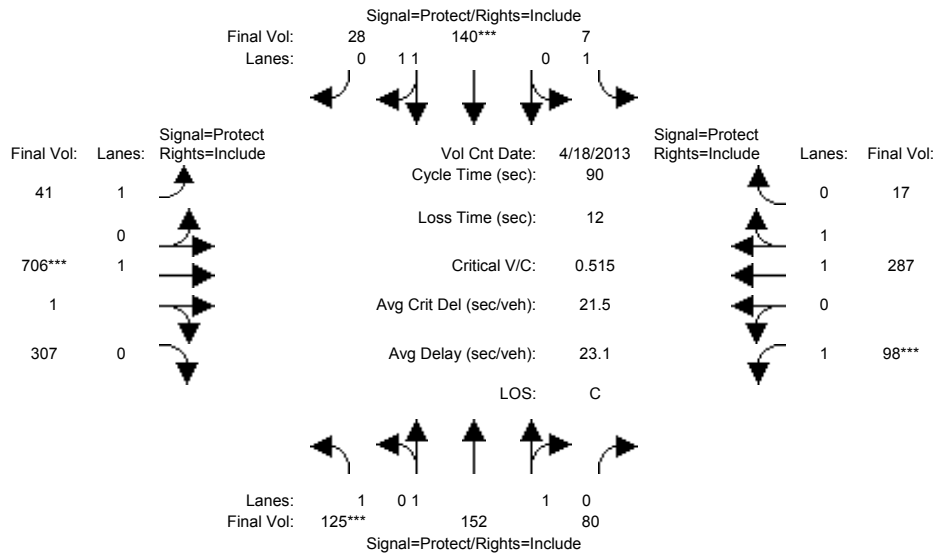 Signal=Protect/Rights=Include
Final Vol: 28 140*** 7
Lanes: 0 1 1 0 1
Signal=Protect
Final Vol: Lanes: Rights=Include
Vol Cnt Date: 4/18/2013
Signal=Protect
Rights=Include Lanes: Final Vol:
Cycle Time (sec): 90
41 1
0 17
Loss Time (sec): 12
0
1
706*** 1
Critical V/C: 0.515
1 287
1
Avg Crit Del (sec/veh): 21.5
0
307 0
Avg Delay (sec/veh): 23.1
1 98***
LOS: C
Lanes: 1 0 1 1 0
Final Vol: 125*** 152 80
Signal=Protect/Rights=Include